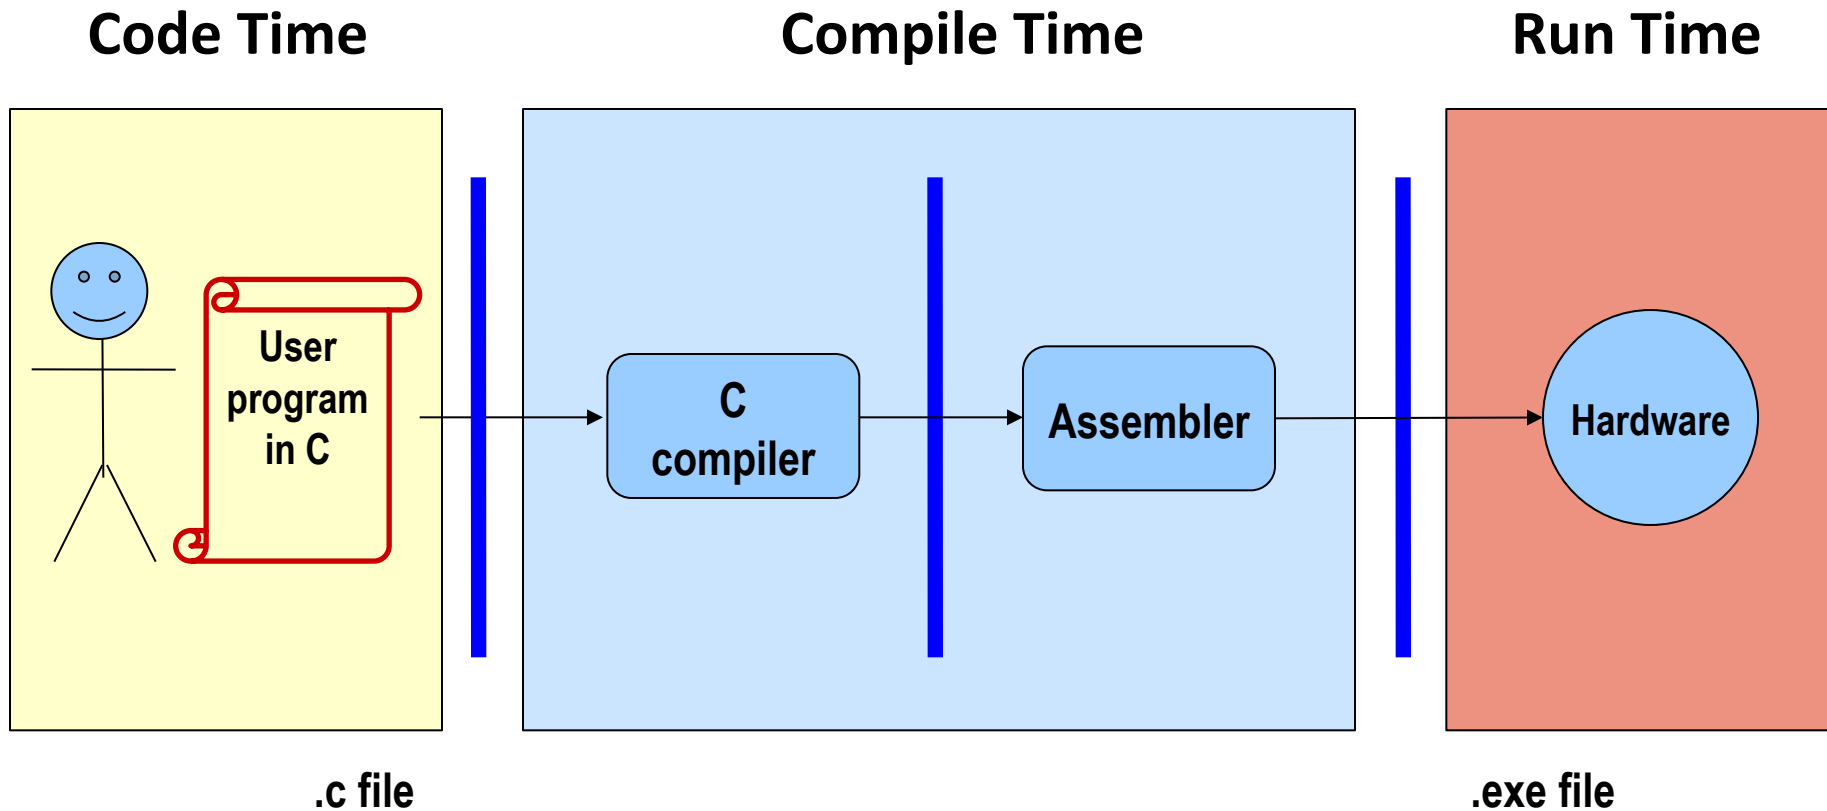 Code Time
Compile Time
Run Time
User
program
in C
C
compiler
Assembler
Hardware
.c file
.exe file